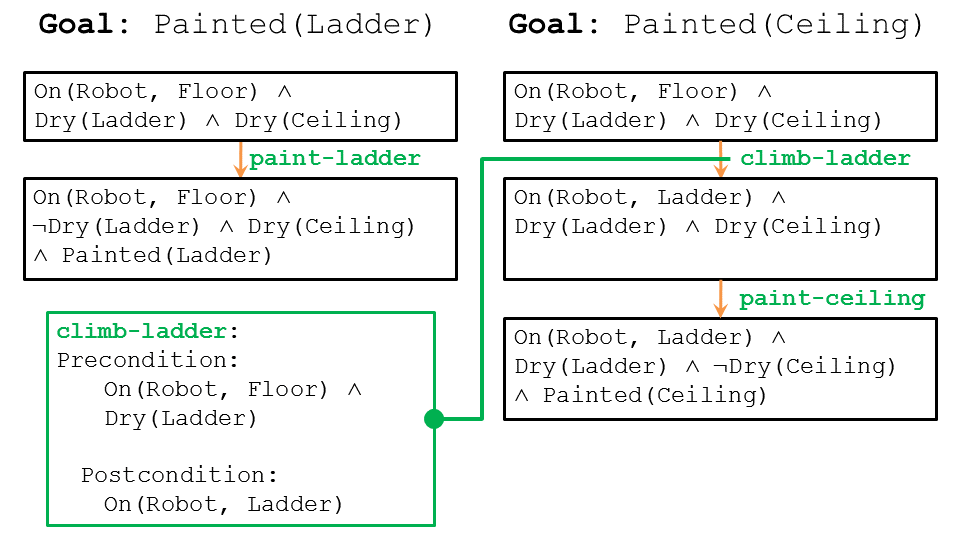 Goal: Painted(Ladder)
On(Robot, Floor) ∧
Dry(Ladder) ∧ Dry(Ceiling)
paint-ladder
On(Robot, Floor) ∧
¬Dry(Ladder) ∧ Dry(Ceiling)
∧ Painted(Ladder)
climb-ladder:
Precondition:
On(Robot, Floor) ∧
Dry(Ladder)
Postcondition:
On(Robot, Ladder)
Goal: Painted(Ceiling)
On(Robot, Floor) ∧
Dry(Ladder) ∧ Dry(Ceiling)
climb-ladder
On(Robot, Ladder) ∧
Dry(Ladder) ∧ Dry(Ceiling)
paint-ceiling
On(Robot, Ladder) ∧
Dry(Ladder) ∧ ¬Dry(Ceiling)
∧ Painted(Ceiling)